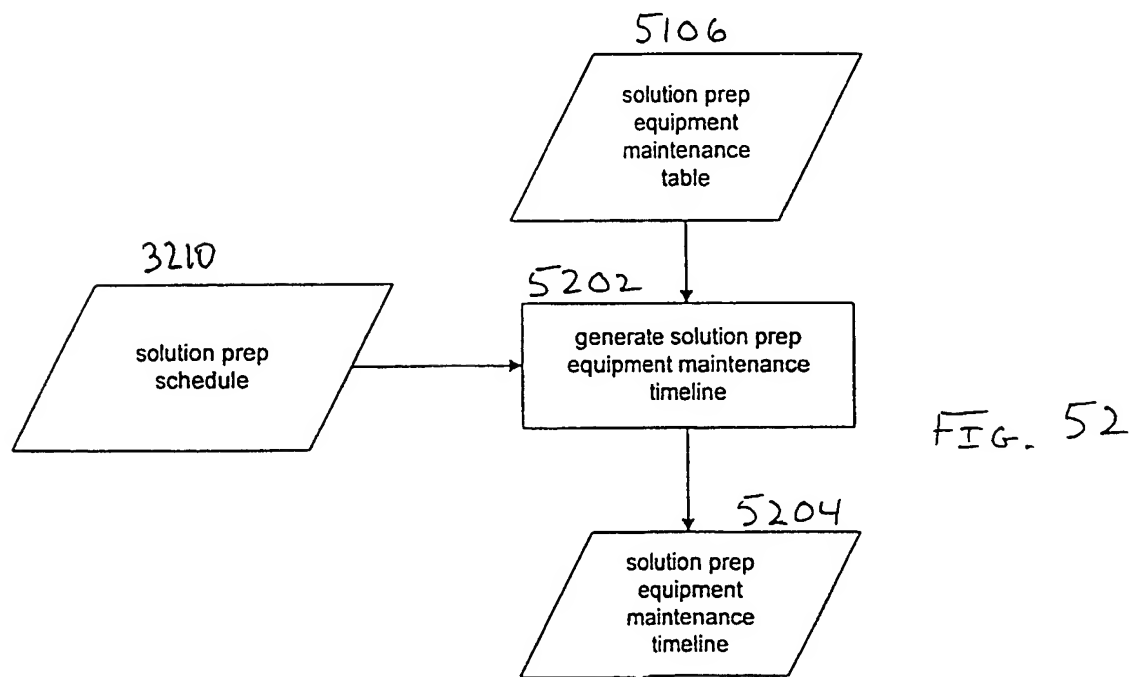 5106
solution prep
equipment
maintenance
table
3210
solution prep
schedule
5202
generate solution prep
equipment maintenance
timeline
FIG. 52
5204
solution prep
equipment
maintenance
timeline